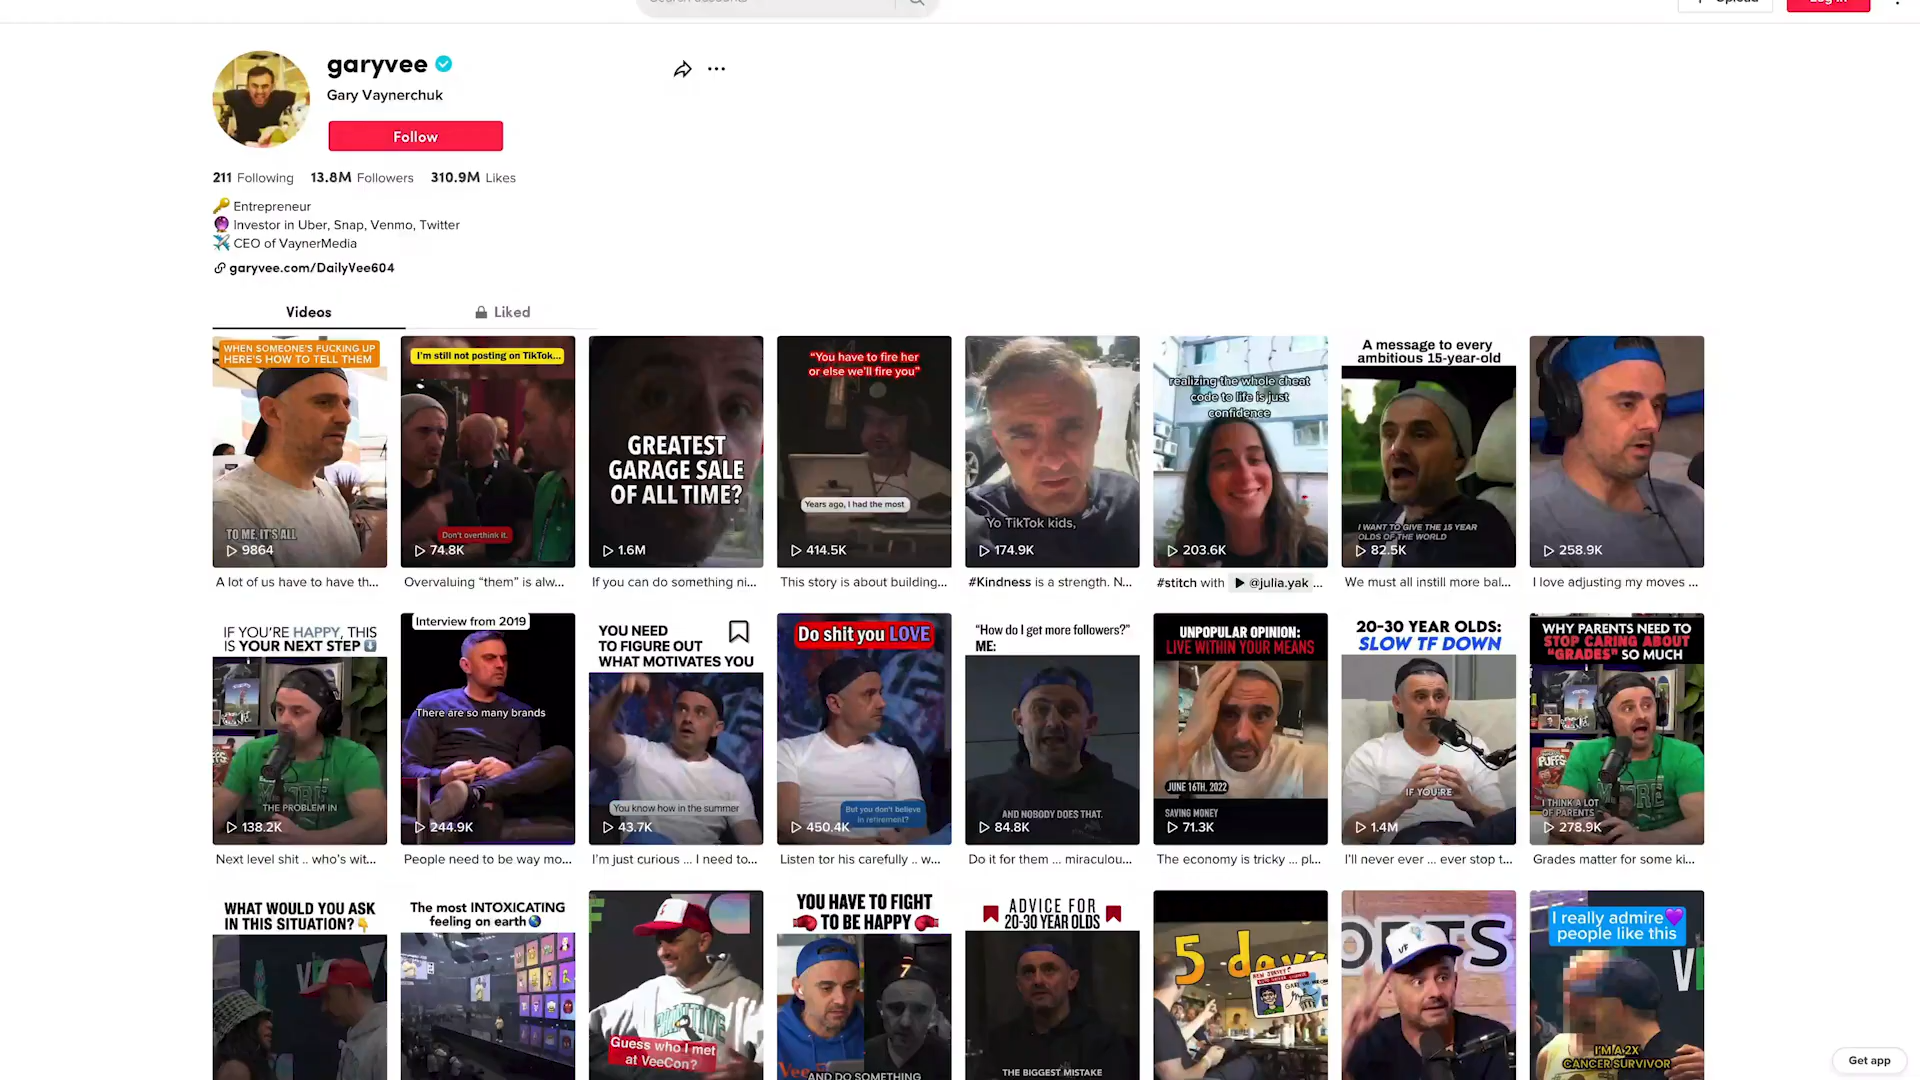 garyvee
Gary Vaynerchuk
Follow
211 Following 13.8M Followers 310.9M Likes
🔑 Entrepreneur
🔮 Investor in Uber, Snap, Venmo, Twitter
✈️ CEO of VaynerMedia
garyvee.com/DailyVee604
Videos
Liked
WHEN SOMEONE'S FUCKING UP
HERE'S HOW TO TELL THEM
TO ME, IT'S ALL
9864
A lot of us have to have th...
I'm still not posting on TikTok...
Don't overthink it.
74.8K
Overvaluing “them” is alw...
GREATEST
GARAGE SALE
OF ALL TIME?
1.6M
If you can do something ni...
“You have to fire her
or else we'll fire you”
Years ago, I had the most
414.5K
This story is about building...
Yo TikTok kids,
174.9K
#Kindness is a strength. N...
realizing the whole cheat
code to life is just
confidence
203.6K
#stitch with @julia.yak ...
A message to every
ambitious 15-year-old
I WANT TO GIVE THE 15 YEAR
OLDS OF THE WORLD
82.5K
We must all instill more bal...
258.9K
I love adjusting my moves ...
IF YOU'RE HAPPY, THIS
IS YOUR NEXT STEP ⬇️
THE PROBLEM IN
138.2K
Next level shit .. who's wit...
Interview from 2019
There are so many brands
244.9K
People need to be way mo...
YOU NEED
TO FIGURE OUT
WHAT MOTIVATES YOU
You know how in the summer
43.7K
I'm just curious ... I need to...
Do shit you LOVE
But you don't believe
in retirement?
450.4K
Listen tor his carefully .. w...
“How do I get more followers?”
ME:
AND NOBODY DOES THAT.
84.8K
Do it for them ... miraculou...
UNPOPULAR OPINION:
LIVE WITHIN YOUR MEANS
JUNE 16TH, 2022
SAVING MONEY
71.3K
The economy is tricky ... pl...
20-30 YEAR OLDS:
SLOW TF DOWN
IF YOU'RE
1.4M
I'll never ever ... ever stop t...
WHY PARENTS NEED TO
STOP CARING ABOUT
"GRADES" SO MUCH
PUFFS
I THINK A LOT
OF PARENTS
278.9K
Grades matter for some ki...
WHAT WOULD YOU ASK
IN THIS SITUATION?👇
The most INTOXICATING
feeling on earth🌎
Guess who I met
at VeeCon?
YOU HAVE TO FIGHT
🥊 TO BE HAPPY 🥊
AND DO SOMETHING
ADVICE FOR
20-30 YEAR OLDS
THE BIGGEST MISTAKE
5 days
VF
I really admire💜
people like this
I'M A 2X
CANCER SURVIVOR
Get app